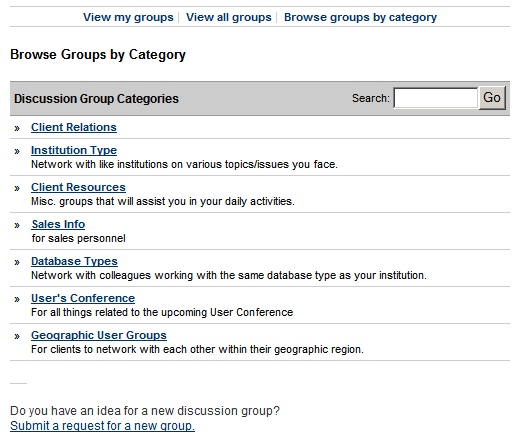 View my groups | View all groups | Browse groups by category
Browse Groups by Category
Discussion Group Categories Search: Go
» Client Relations
» Institution Type
Network with like institutions on various topics/issues you face.
» Client Resources
Misc. groups that will assist you in your daily activities.
» Sales Info
for sales personnel
» Database Types
Network with colleagues working with the same database type as your institution.
» User's Conference
For all things related to the upcoming User Conference
» Geographic User Groups
For clients to network with each other within their geographic region.
Do you have an idea for a new discussion group?
Submit a request for a new group.